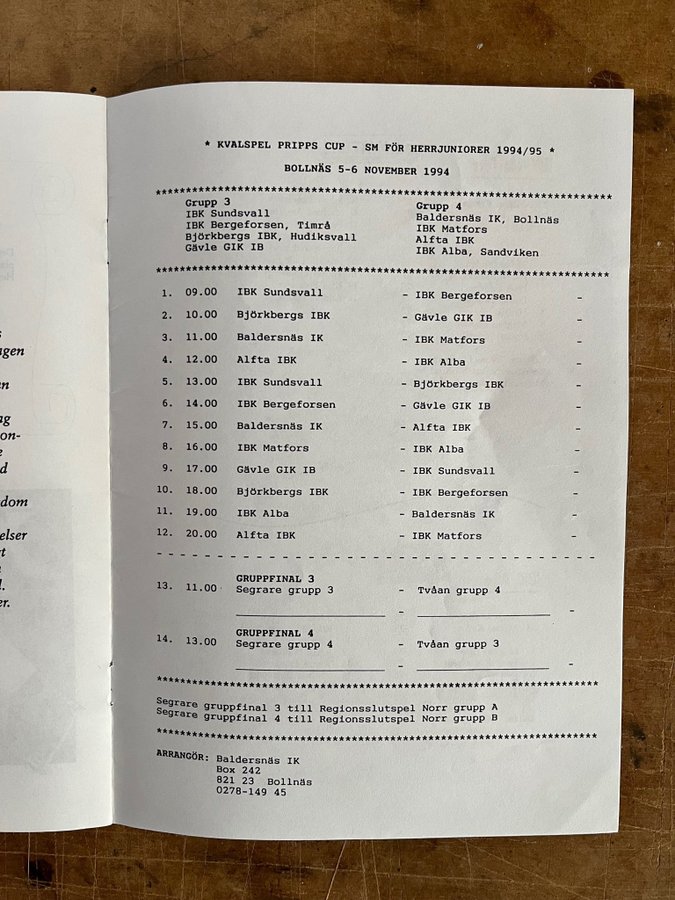 agen
n
ng
on-
e
d
dom
elser
t
n
l.
er.
* KVALSPEL PRIPPS CUP - SM FÖR HERRJUNIORER 1994/95 *
BOLLNÄS 5-6 NOVEMBER 1994
Grupp 3
IBK Sundsvall
IBK Bergeforsen, Timrå
Björkbergs IBK, Hudiksvall
Gävle GIK IB
Grupp 4
Baldersnäs IK, Bollnäs
IBK Matfors
Alfta IBK
IBK Alba, Sandviken
1. 09.00 IBK Sundsvall - IBK Bergeforsen -
2. 10.00 Björkbergs IBK - Gävle GIK IB -
3. 11.00 Baldersnäs IK - IBK Matfors -
4. 12.00 Alfta IBK - IBK Alba -
5. 13.00 IBK Sundsvall - Björkbergs IBK -
6. 14.00 IBK Bergeforsen - Gävle GIK IB -
7. 15.00 Baldersnäs IK - Alfta IBK -
8. 16.00 IBK Matfors - IBK Alba -
9. 17.00 Gävle GIK IB - IBK Sundsvall -
10. 18.00 Björkbergs IBK - IBK Bergeforsen -
11. 19.00 IBK Alba - Baldersnäs IK -
12. 20.00 Alfta IBK - IBK Matfors -
GRUPPFINAL 3
13. 11.00 Segrare grupp 3 - Tvåan grupp 4
GRUPPFINAL 4
14. 13.00 Segrare grupp 4 - Tvåan grupp 3
Segrare gruppfinal 3 till Regionsslutspel Norr grupp A
Segrare gruppfinal 4 till Regionsslutspel Norr grupp B
ARRANGÖR: Baldersnäs IK
Box 242
821 23 Bollnäs
0278-149 45